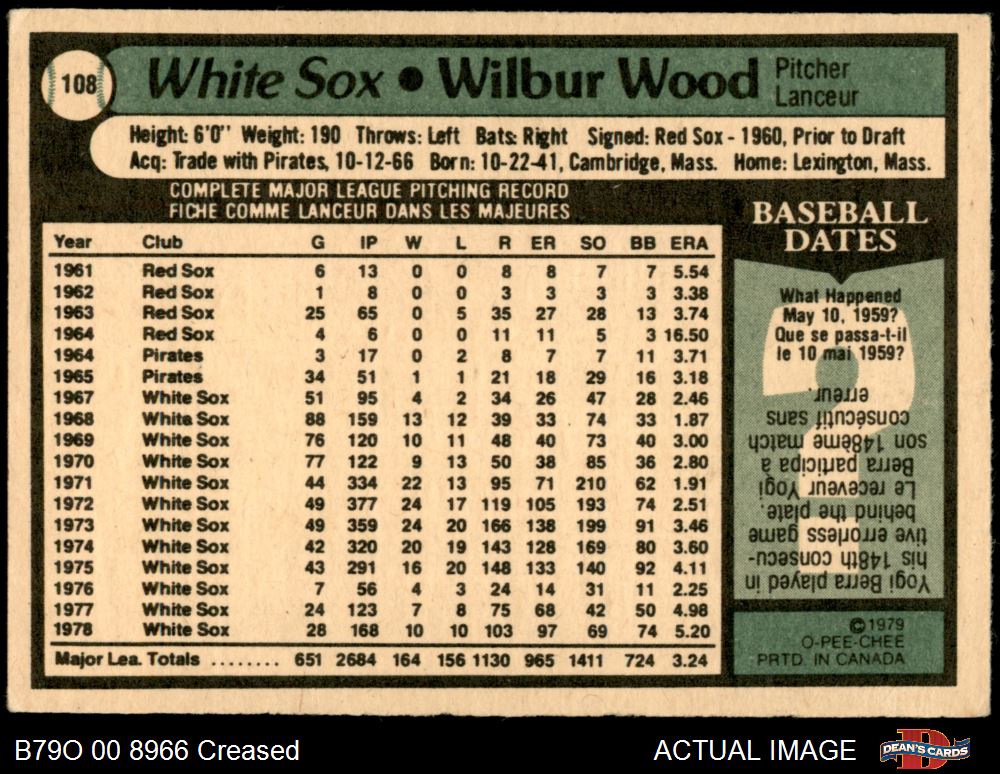 108
White Sox • Wilbur Wood
Pitcher
Lanceur
Height: 6'0" Weight: 190 Throws: Left Bats: Right Signed: Red Sox - 1960, Prior to Draft
Acq: Trade with Pirates, 10-12-66 Born: 10-22-41, Cambridge, Mass. Home: Lexington, Mass.
COMPLETE MAJOR LEAGUE PITCHING RECORD
FICHE COMME LANCEUR DANS LES MAJEURES
Year Club G IP W L R ER SO BB ERA
1961 Red Sox 6 13 0 0 8 8 7 7 5.54
1962 Red Sox 1 8 0 0 3 3 3 3 3.38
1963 Red Sox 25 65 0 5 35 27 28 13 3.74
1964 Red Sox 4 6 0 0 11 11 5 3 16.50
1964 Pirates 3 17 0 2 8 7 7 11 3.71
1965 Pirates 34 51 1 1 21 18 29 16 3.18
1967 White Sox 51 95 4 2 34 26 47 28 2.46
1968 White Sox 88 159 13 12 39 33 74 33 1.87
1969 White Sox 76 120 10 11 48 40 73 40 3.00
1970 White Sox 77 122 9 13 50 38 85 36 2.80
1971 White Sox 44 334 22 13 95 71 210 62 1.91
1972 White Sox 49 377 24 17 119 105 193 74 2.51
1973 White Sox 49 359 24 20 166 138 199 91 3.46
1974 White Sox 42 320 20 19 143 128 169 80 3.60
1975 White Sox 43 291 16 20 148 133 140 92 4.11
1976 White Sox 7 56 4 3 24 14 31 11 2.25
1977 White Sox 24 123 7 8 75 68 42 50 4.98
1978 White Sox 28 168 10 10 103 97 69 74 5.20
Major Lea. Totals ........ 651 2684 164 156 1130 965 1411 724 3.24
BASEBALL
DATES
What Happened
May 10, 1959?
Que se passa-t-il
le 10 mai 1959?
Yogi Berra played in
his 148th consecu-
tive errorless game
behind the plate.
Le receveur Yogi
Berra participa à
son 148ème match
consécutif sans
erreur.
©1979
O-PEE-CHEE
PRTD. IN CANADA
B79O 00 8966 Creased
ACTUAL IMAGE
DEAN'S CARDS